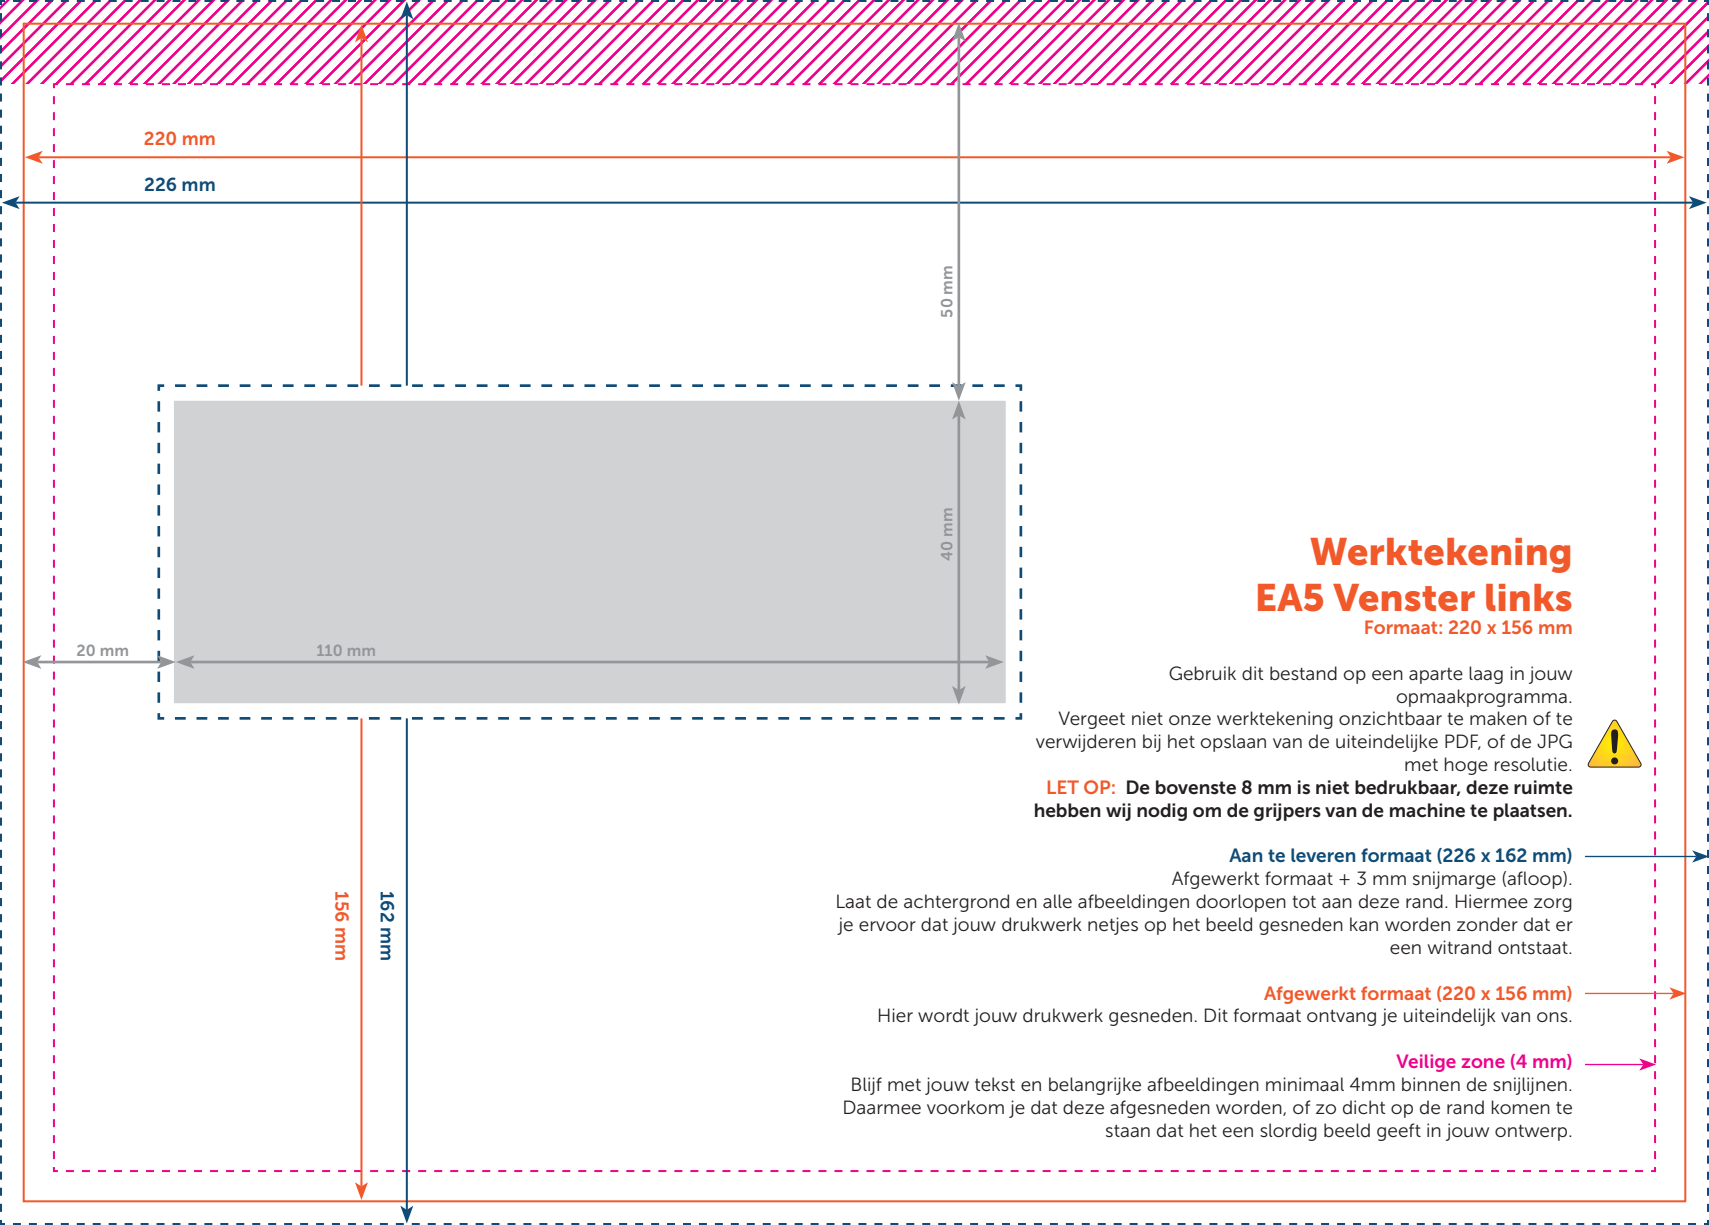 220 mm
226 mm
50 mm
40 mm
20 mm
110 mm
156 mm
162 mm
Werktekening
EA5 Venster links
Formaat: 220 x 156 mm
Gebruik dit bestand op een aparte laag in jouw
opmaakprogramma.
Vergeet niet onze werktekening onzichtbaar te maken of te
verwijderen bij het opslaan van de uiteindelijke PDF, of de JPG
met hoge resolutie.
LET OP: De bovenste 8 mm is niet bedrukbaar, deze ruimte
hebben wij nodig om de grijpers van de machine te plaatsen.
Aan te leveren formaat (226 x 162 mm)
Afgewerkt formaat + 3 mm snijmarge (afloop).
Laat de achtergrond en alle afbeeldingen doorlopen tot aan deze rand. Hiermee zorg
je ervoor dat jouw drukwerk netjes op het beeld gesneden kan worden zonder dat er
een witrand ontstaat.
Afgewerkt formaat (220 x 156 mm)
Hier wordt jouw drukwerk gesneden. Dit formaat ontvang je uiteindelijk van ons.
Veilige zone (4 mm)
Blijf met jouw tekst en belangrijke afbeeldingen minimaal 4mm binnen de snijlijnen.
Daarmee voorkom je dat deze afgesneden worden, of zo dicht op de rand komen te
staan dat het een slordig beeld geeft in jouw ontwerp.